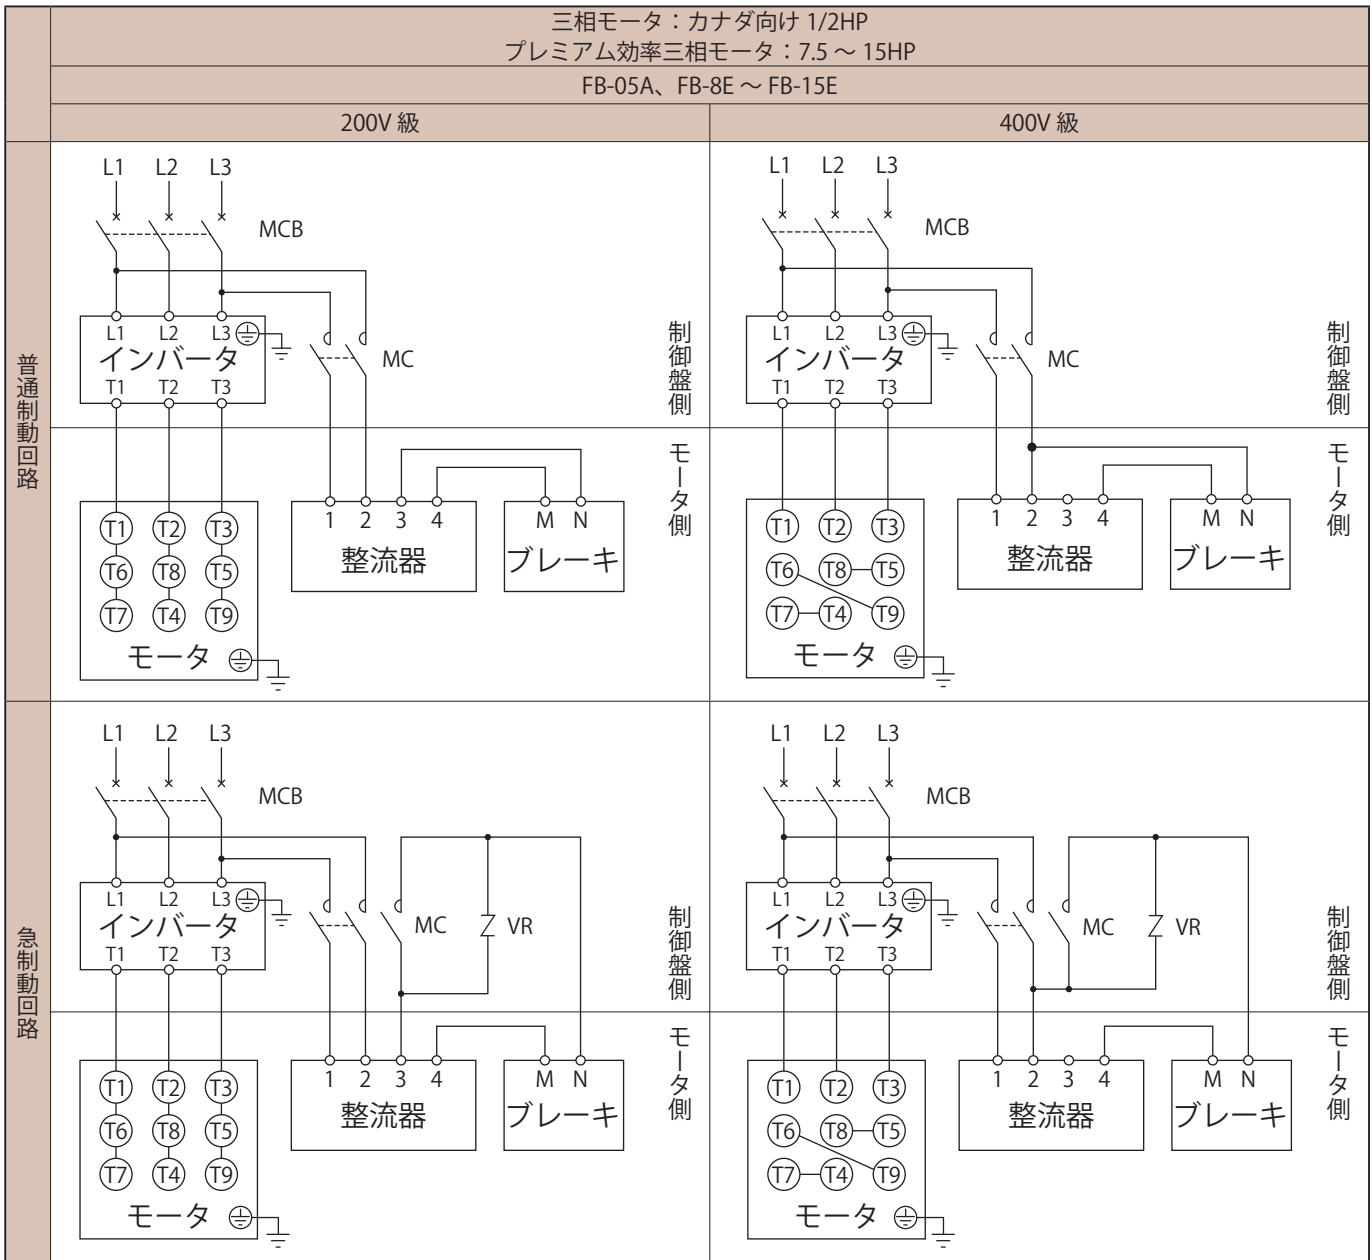 三相モータ：カナダ向け 1/2HP
プレミアム効率三相モータ：7.5 ～ 15HP
FB-05A、FB-8E ～ FB-15E
200V 級
400V 級
普通制動回路
L1 L2 L3
MCB
L1 L2 L3
インバータ
T1 T2 T3
MC
制御盤側
モータ側
T1 T2 T3
T6 T8 T5
T7 T4 T9
モータ
1 2 3 4
整流器
M N
ブレーキ
L1 L2 L3
MCB
L1 L2 L3
インバータ
T1 T2 T3
MC
制御盤側
モータ側
T1 T2 T3
T6 T8 T5
T7 T4 T9
モータ
1 2 3 4
整流器
M N
ブレーキ
急制動回路
L1 L2 L3
MCB
L1 L2 L3
インバータ
T1 T2 T3
MC
VR
制御盤側
モータ側
T1 T2 T3
T6 T8 T5
T7 T4 T9
モータ
1 2 3 4
整流器
M N
ブレーキ
L1 L2 L3
MCB
L1 L2 L3
インバータ
T1 T2 T3
MC
VR
制御盤側
モータ側
T1 T2 T3
T6 T8 T5
T7 T4 T9
モータ
1 2 3 4
整流器
M N
ブレーキ